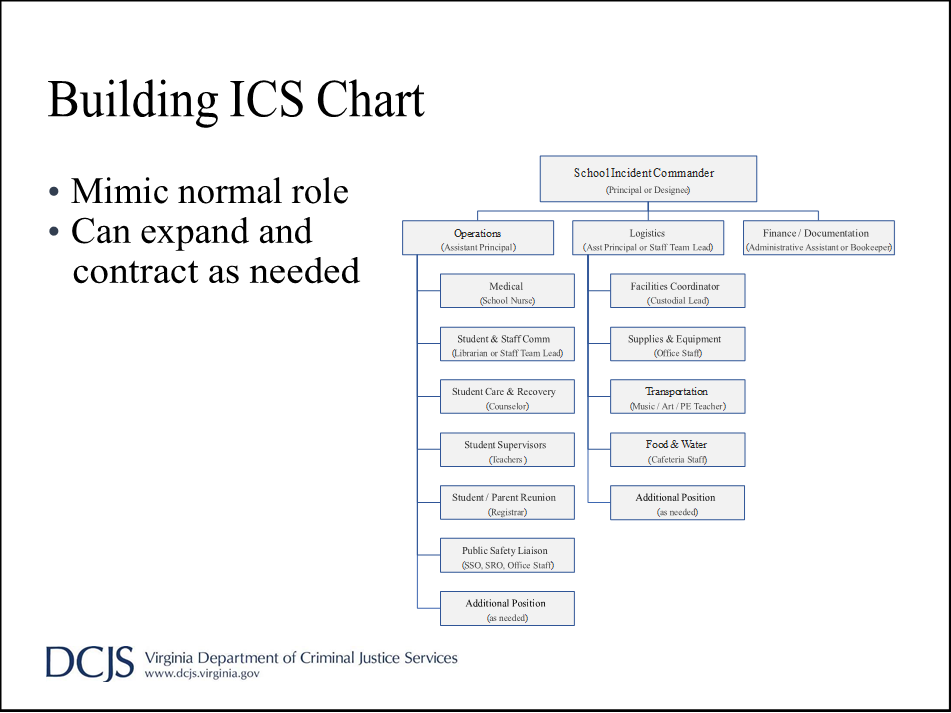 Building ICS Chart
• Mimic normal role
• Can expand and
contract as needed
School Incident Commander
(Principal or Designee)
Operations
(Assistant Principal)
Logistics
(Asst Principal or Staff Team Lead)
Finance / Documentation
(Administrative Assistant or Bookeeper)
Medical
(School Nurse)
Student & Staff Comm
(Librarian or Staff Team Lead)
Student Care & Recovery
(Counselor)
Student Supervisors
(Teachers )
Student / Parent Reunion
(Registrar)
Public Safety Liaison
(SSO, SRO, Office Staff)
Additional Position
(as needed)
Facilities Coordinator
(Custodial Lead)
Supplies & Equipment
(Office Staff)
Transportation
(Music / Art / PE Teacher)
Food & Water
(Cafeteria Staff)
Additional Position
(as needed)
DCJS Virginia Department of Criminal Justice Services
www.dcjs.virginia.gov